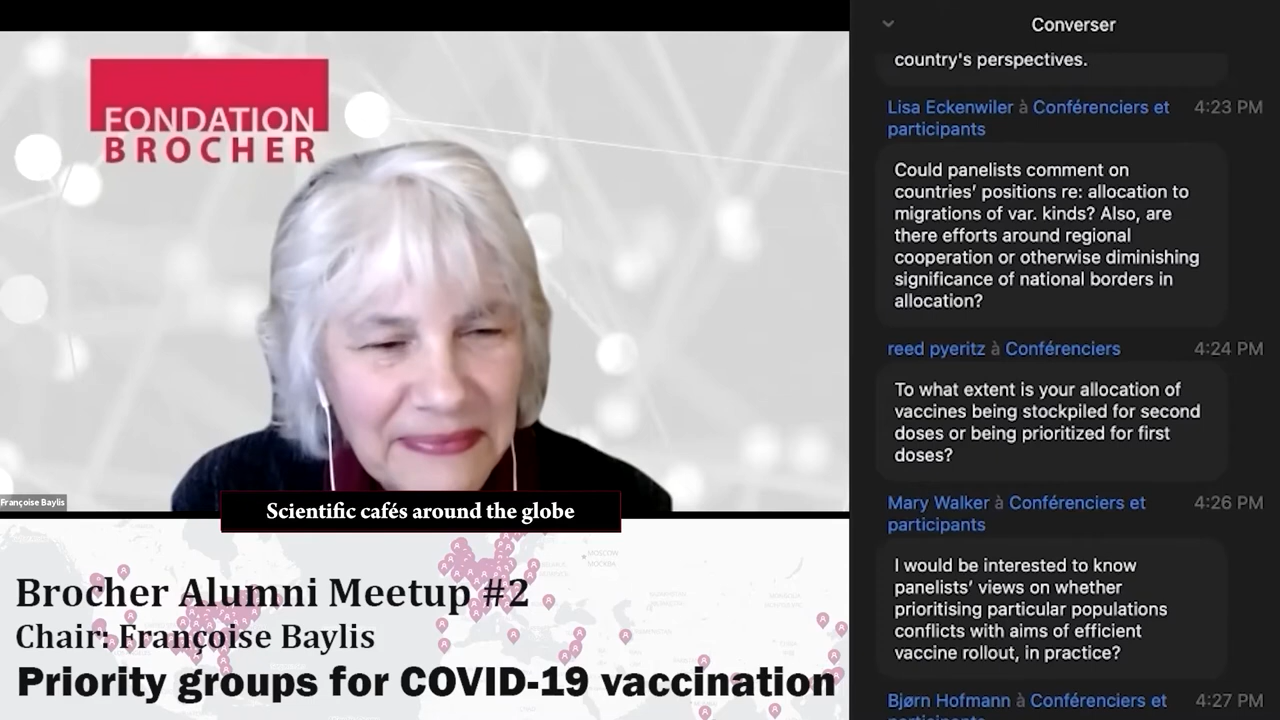 FONDATION
BROCHER
Françoise Baylis
Scientific cafés around the globe
MOSCOW
МОСКВА
Brocher Alumni Meetup #2
Chair: Françoise Baylis
Priority groups for COVID-19 vaccination
Converser
country's perspectives.
Lisa Eckenwiler à Conférenciers et
participants
4:23 PM
Could panelists comment on
countries’ positions re: allocation to
migrations of var. kinds? Also, are
there efforts around regional
cooperation or otherwise diminishing
significance of national borders in
allocation?
reed pyeritz à Conférenciers
4:24 PM
To what extent is your allocation of
vaccines being stockpiled for second
doses or being prioritized for first
doses?
Mary Walker à Conférenciers et
participants
4:26 PM
I would be interested to know
panelists’ views on whether
prioritising particular populations
conflicts with aims of efficient
vaccine rollout, in practice?
Bjørn Hofmann à Conférenciers et
participants
4:27 PM